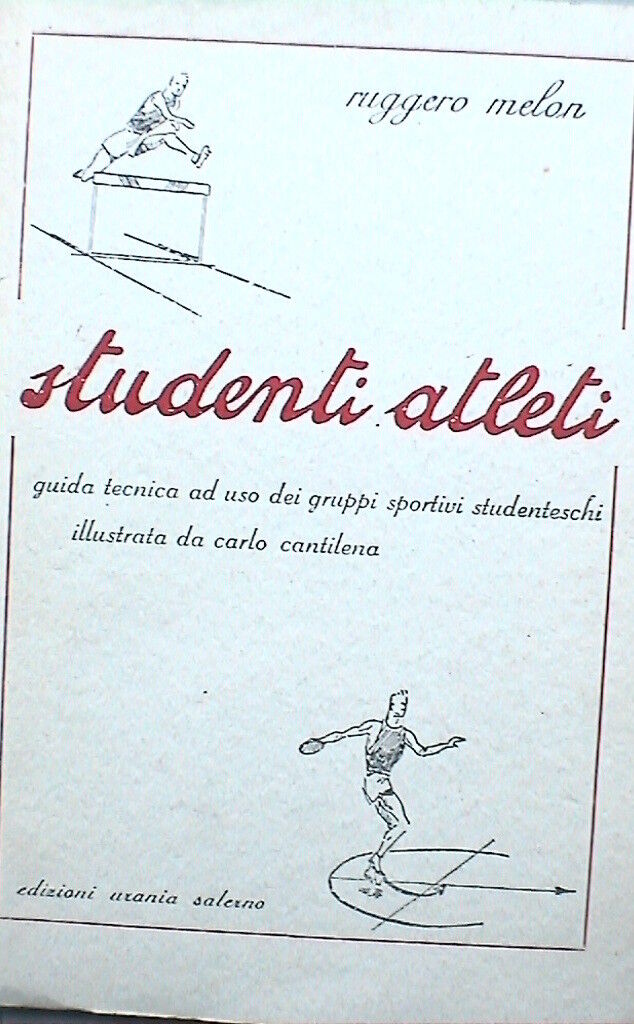 ruggero melon
studenti atleti
guida tecnica ad uso dei gruppi sportivi studenteschi
illustrata da carlo cantilena
edizioni urania salerno